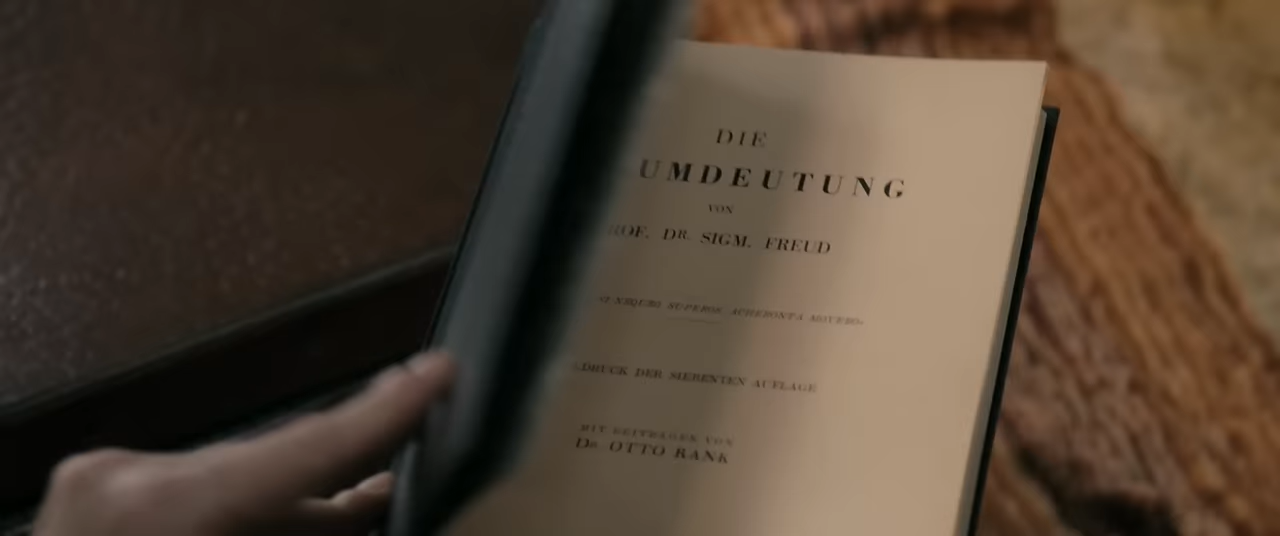 DIE
UMDEUTUNG
VON
ROF. DR. SIGM. FREUD
SUPEROS ACHERONTA MOVEBO«
DRUCK DER SIEBENTEN AUFLAGE
MIT BEITRÄGEN VON
DR. OTTO RANK